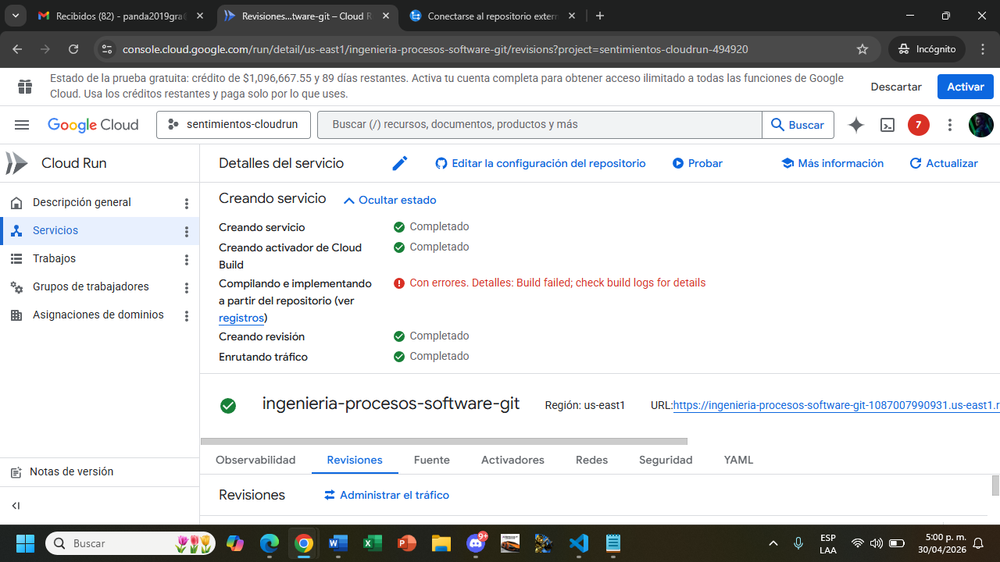 Recibidos (82) - panda2019gra
Revisiones...tware-git – Cloud R
Conectarse al repositorio extern
console.cloud.google.com/run/detail/us-east1/ingenieria-procesos-software-git/revisions?project=sentimientos-cloudrun-494920
Incógnito
Estado de la prueba gratuita: crédito de $1,096,667.55 y 89 días restantes. Activa tu cuenta completa para obtener acceso ilimitado a todas las funciones de Google
Cloud. Usa los créditos restantes y paga solo por lo que uses.
Descartar
Activar
Google Cloud
sentimientos-cloudrun
Buscar (/) recursos, documentos, productos y más
Buscar
7
Cloud Run
Detalles del servicio
Editar la configuración del repositorio
Probar
Más información
Actualizar
Descripción general
Servicios
Trabajos
Grupos de trabajadores
Asignaciones de dominios
Notas de versión
Creando servicio
Ocultar estado
Creando servicio
Completado
Creando activador de Cloud
Build
Completado
Compilando e implementando
a partir del repositorio (ver
registros)
Con errores. Detalles: Build failed; check build logs for details
Creando revisión
Completado
Enrutando tráfico
Completado
ingenieria-procesos-software-git
Región: us-east1
URL:https://ingenieria-procesos-software-git-1087007990931.us-east1.r
Observabilidad
Revisiones
Fuente
Activadores
Redes
Seguridad
YAML
Revisiones
Administrar el tráfico
Buscar
9+
ESP
LAA
5:00 p. m.
30/04/2026